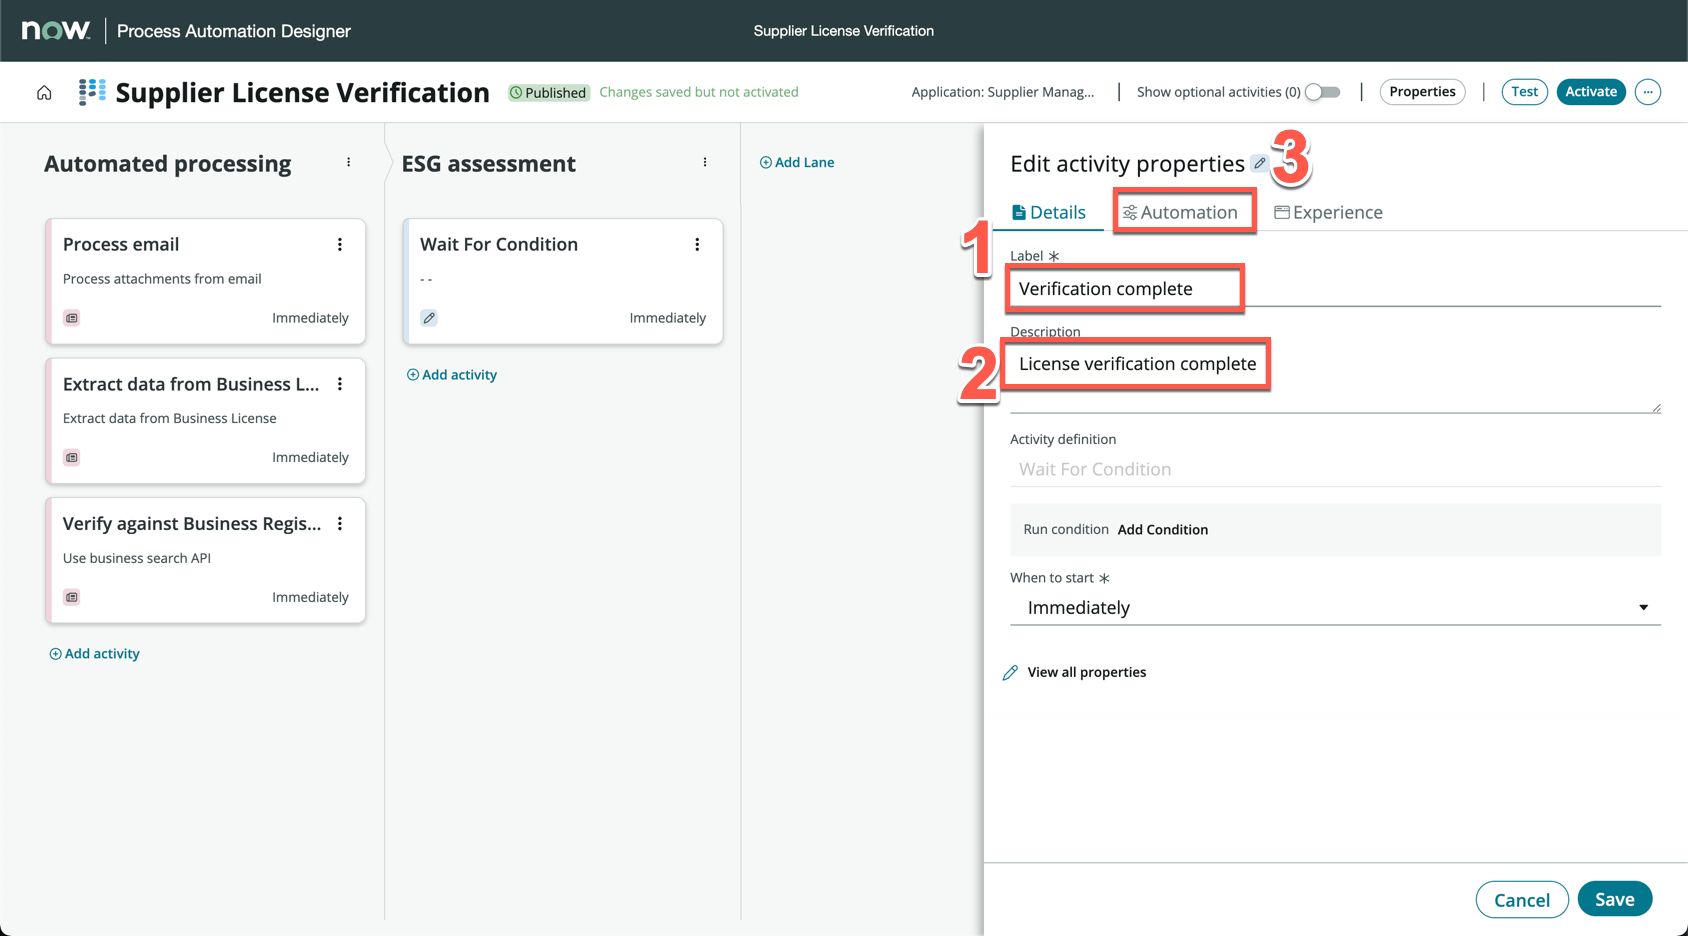 now. | Process Automation Designer
Supplier License Verification
Supplier License Verification
Published
Changes saved but not activated
Application: Supplier Manag...
Show optional activities (0)
Properties
Test
Activate
...
Automated processing
Process email
Process attachments from email
Immediately
Extract data from Business L...
Extract data from Business License
Immediately
Verify against Business Regis...
Use business search API
Immediately
Add activity
ESG assessment
Wait For Condition
- -
Immediately
Add activity
Add Lane
Edit activity properties
3
Details
Automation
Experience
1
Label *
Verification complete
Description
2
License verification complete
Activity definition
Wait For Condition
Run condition Add Condition
When to start *
Immediately
View all properties
Cancel
Save